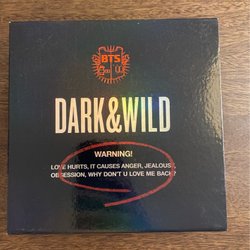 BTS
DARK&WILD
WARNING!
LOVE HURTS, IT CAUSES ANGER, JEALOUSY,
OBSESSION, WHY DON'T U LOVE ME BACK?